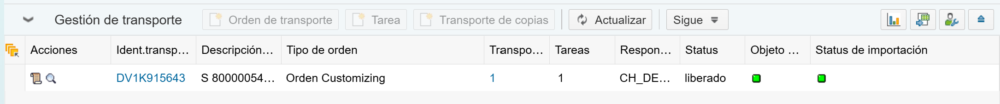 Gestión de transporte Orden de transporte Tarea Transporte de copias Actualizar Sigue
Acciones Ident.transp... Descripción... Tipo de orden Transpo... Tareas Respon... Status Objeto ... Status de importación
DV1K915643 S 80000054... Orden Customizing 1 1 CH_DE... liberado